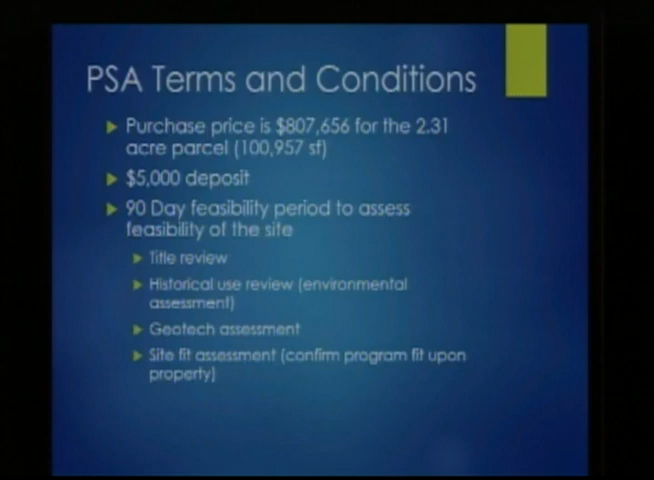 PSA Terms and Conditions
Purchase price is $807,656 for the 2.31
acre parcel (100,957 sf)
$5,000 deposit
90 Day feasibility period to assess
feasibility of the site
Title review
Historical use review (environmental
assessment)
Geotech assessment
Site fit assessment (confirm program fit upon
property)